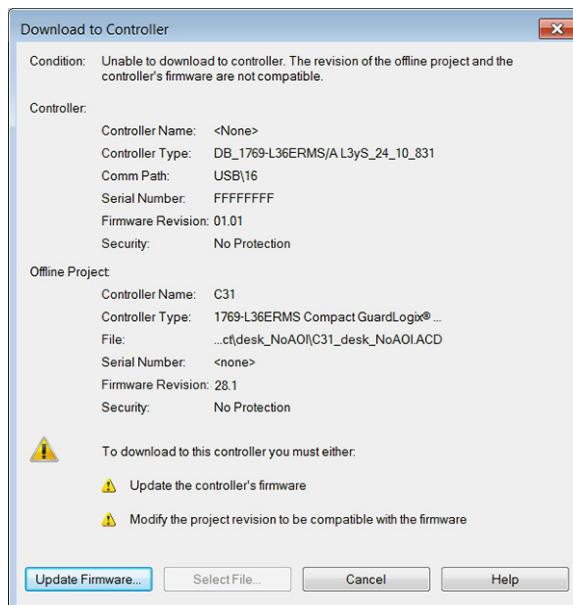 Download to Controller
Condition: Unable to download to controller. The revision of the offline project and the
controller's firmware are not compatible.
Controller:
Controller Name: <None>
Controller Type: DB_1769-L36ERMS/A L3yS_24_10_831
Comm Path: USB\16
Serial Number: FFFFFFFF
Firmware Revision: 01.01
Security: No Protection
Offline Project
Controller Name: C31
Controller Type: 1769-L36ERMS Compact GuardLogix® ...
File: ...ct\desk_NoAOI\C31_desk_NoAOI.ACD
Serial Number: <none>
Firmware Revision: 28.1
Security: No Protection
To download to this controller you must either:
Update the controller's firmware
Modify the project revision to be compatible with the firmware
Update Firmware... Select File... Cancel Help